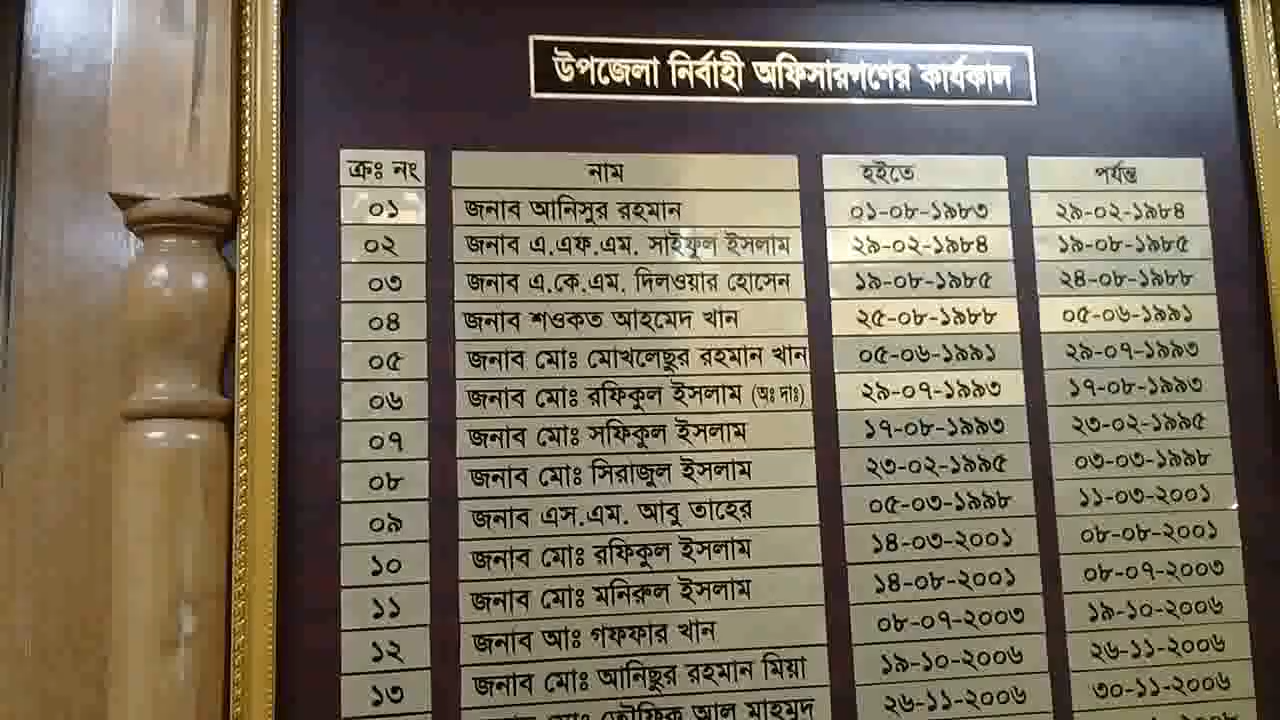 উপজেলা নির্বাহী অফিসারগণের কার্যকাল
ক্রঃ নং নাম হইতে পর্যন্ত
০১ জনাব আনিসুর রহমান ০১-০৮-১৯৮৩ ২৯-০২-১৯৮৪
০২ জনাব এ.এফ.এম. সাইফুল ইসলাম ২৯-০২-১৯৮৪ ১৯-০৮-১৯৮৫
০৩ জনাব এ.কে.এম. দিলওয়ার হোসেন ১৯-০৮-১৯৮৫ ২৪-০৮-১৯৮৮
০৪ জনাব শওকত আহমেদ খান ২৫-০৮-১৯৮৮ ০৫-০৬-১৯৯১
০৫ জনাব মোঃ মোখলেছুর রহমান খান ০৫-০৬-১৯৯১ ২৯-০৭-১৯৯৩
০৬ জনাব মোঃ রফিকুল ইসলাম (অঃ দাঃ) ২৯-০৭-১৯৯৩ ১৭-০৮-১৯৯৩
০৭ জনাব মোঃ সফিকুল ইসলাম ১৭-০৮-১৯৯৩ ২৩-০২-১৯৯৫
০৮ জনাব মোঃ সিরাজুল ইসলাম ২৩-০২-১৯৯৫ ০৩-০৩-১৯৯৮
০৯ জনাব এস.এম. আবু তাহের ০৫-০৩-১৯৯৮ ১১-০৩-২০০১
১০ জনাব মোঃ রফিকুল ইসলাম ১৪-০৩-২০০১ ০৮-০৮-২০০১
১১ জনাব মোঃ মনিরুল ইসলাম ১৪-০৮-২০০১ ০৮-০৭-২০০৩
১২ জনাব আঃ গফফার খান ০৮-০৭-২০০৩ ১৯-১০-২০০৬
১৩ জনাব মোঃ আনিছুর রহমান মিয়া ১৯-১০-২০০৬ ২৬-১১-২০০৬
জনাব মোঃ তৌফিক আল মাহমুদ ২৬-১১-২০০৬ ৩০-১১-২০০৬